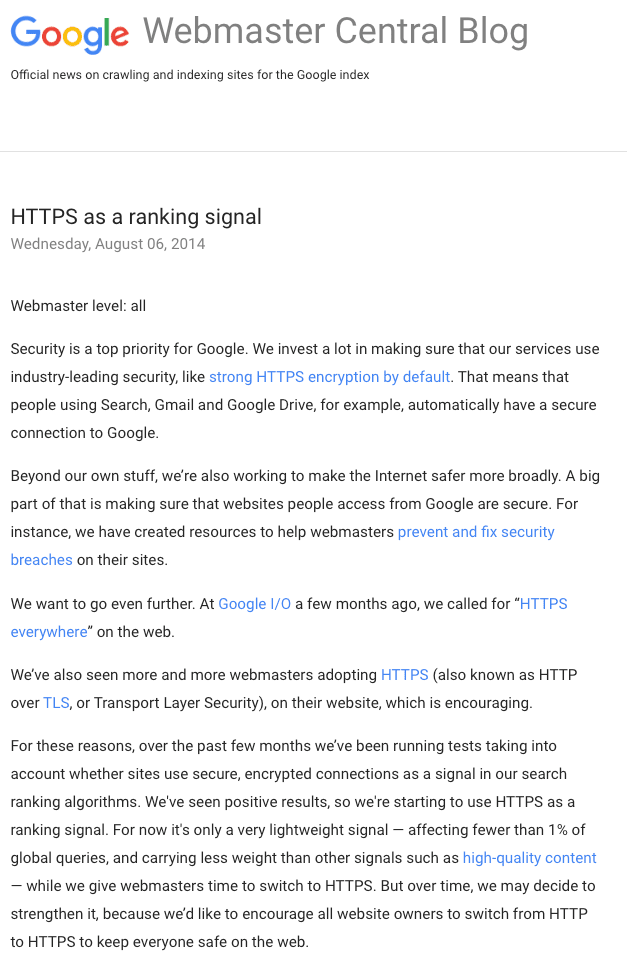 Google Webmaster Central Blog
Official news on crawling and indexing sites for the Google index
HTTPS as a ranking signal
Wednesday, August 06, 2014
Webmaster level: all
Security is a top priority for Google. We invest a lot in making sure that our services use
industry-leading security, like strong HTTPS encryption by default. That means that
people using Search, Gmail and Google Drive, for example, automatically have a secure
connection to Google.
Beyond our own stuff, we’re also working to make the Internet safer more broadly. A big
part of that is making sure that websites people access from Google are secure. For
instance, we have created resources to help webmasters prevent and fix security
breaches on their sites.
We want to go even further. At Google I/O a few months ago, we called for “HTTPS
everywhere” on the web.
We’ve also seen more and more webmasters adopting HTTPS (also known as HTTP
over TLS, or Transport Layer Security), on their website, which is encouraging.
For these reasons, over the past few months we’ve been running tests taking into
account whether sites use secure, encrypted connections as a signal in our search
ranking algorithms. We've seen positive results, so we're starting to use HTTPS as a
ranking signal. For now it's only a very lightweight signal — affecting fewer than 1% of
global queries, and carrying less weight than other signals such as high-quality content
— while we give webmasters time to switch to HTTPS. But over time, we may decide to
strengthen it, because we’d like to encourage all website owners to switch from HTTP
to HTTPS to keep everyone safe on the web.